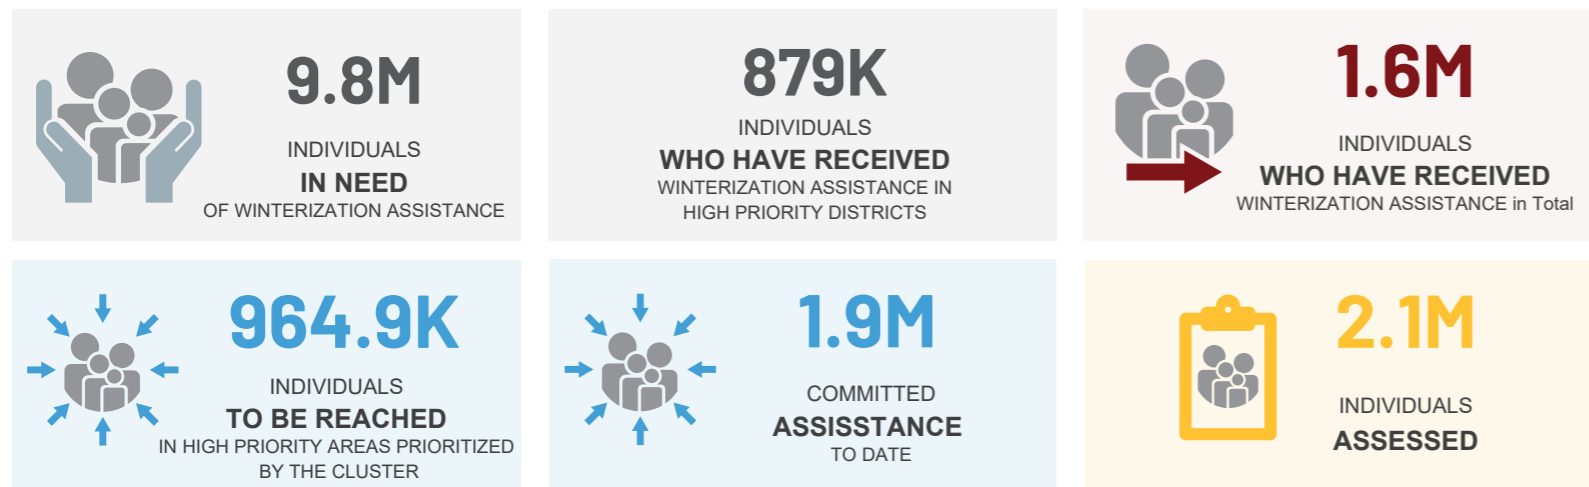 9.8M
INDIVIDUALS
IN NEED
OF WINTERIZATION ASSISTANCE
879K
INDIVIDUALS
WHO HAVE RECEIVED
WINTERIZATION ASSISTANCE IN
HIGH PRIORITY DISTRICTS
1.6M
INDIVIDUALS
WHO HAVE RECEIVED
WINTERIZATION ASSISTANCE in Total
964.9K
INDIVIDUALS
TO BE REACHED
IN HIGH PRIORITY AREAS PRIORITIZED
BY THE CLUSTER
1.9M
COMMITTED
ASSISSTANCE
TO DATE
2.1M
INDIVIDUALS
ASSESSED